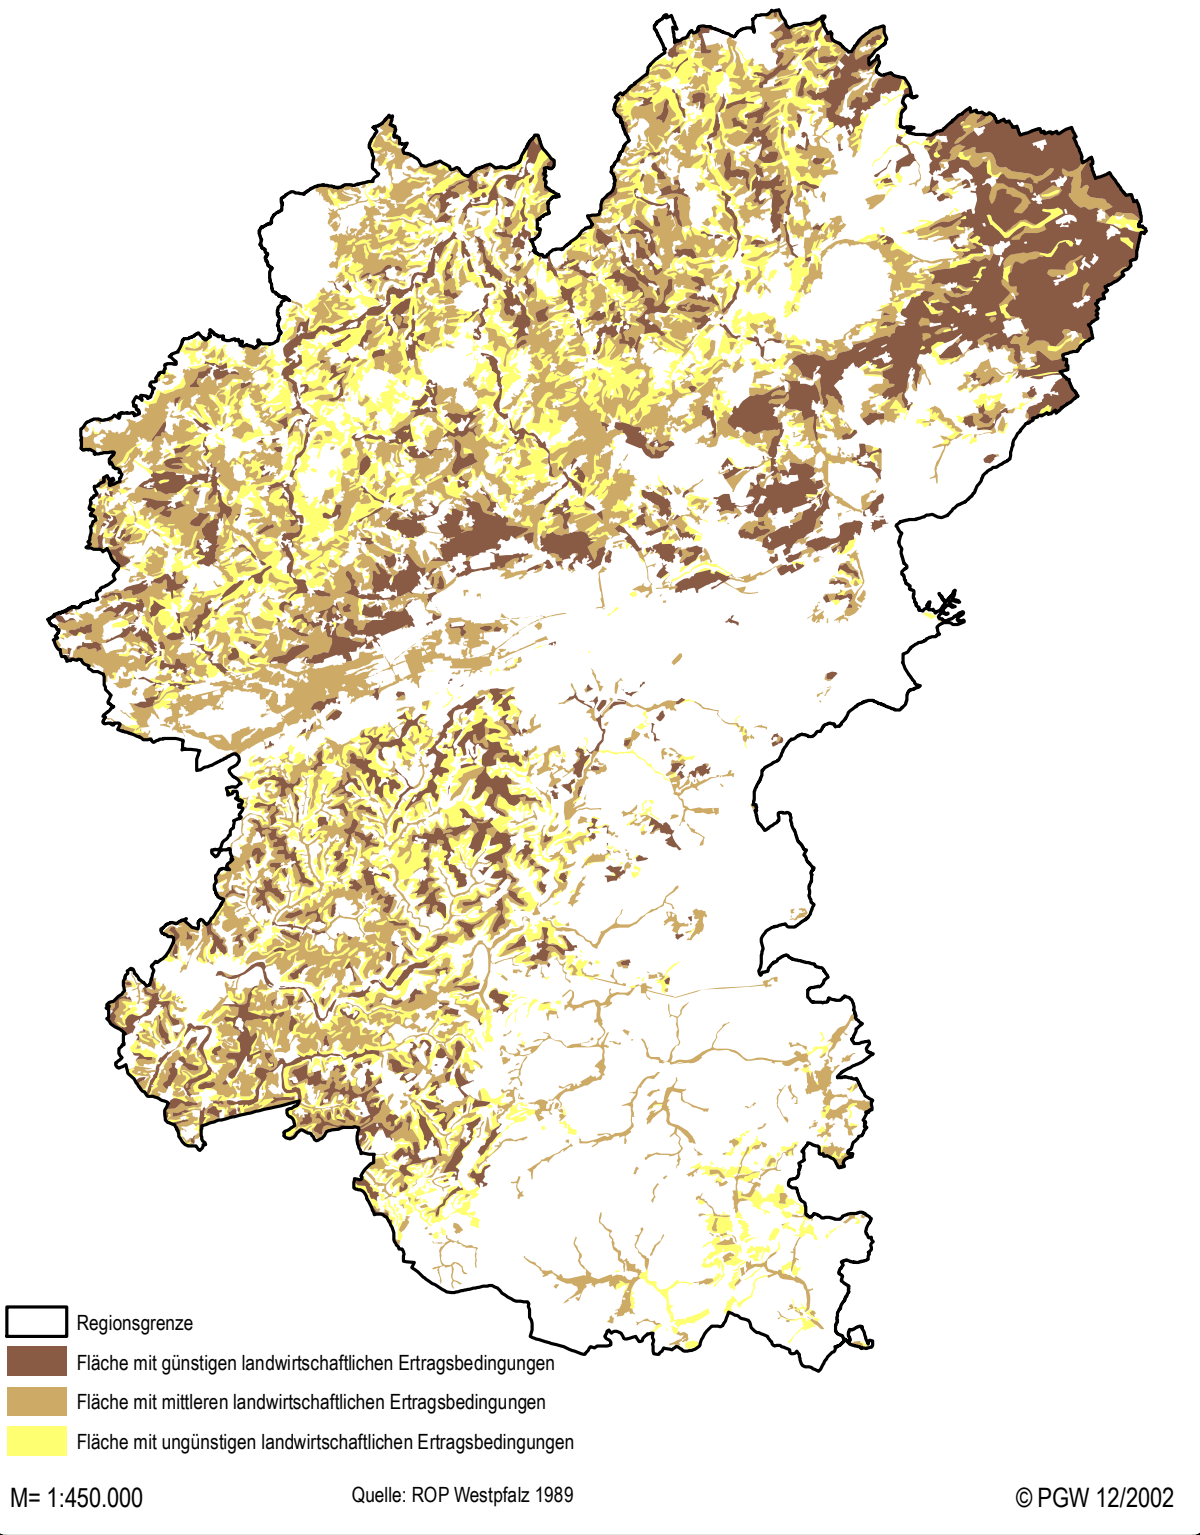 Regionsgrenze
Fläche mit günstigen landwirtschaftlichen Ertragsbedingungen
Fläche mit mittleren landwirtschaftlichen Ertragsbedingungen
Fläche mit ungünstigen landwirtschaftlichen Ertragsbedingungen
M= 1:450.000 Quelle: ROP Westpfalz 1989 © PGW 12/2002